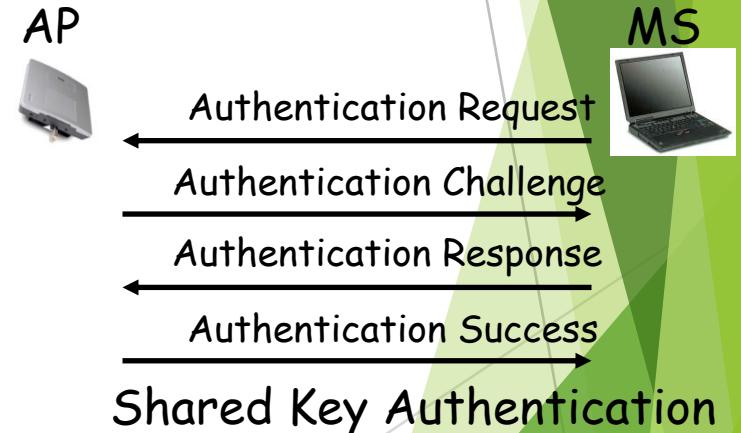 AP
MS
Authentication Request
Authentication Challenge
Authentication Response
Authentication Success
Shared Key Authentication